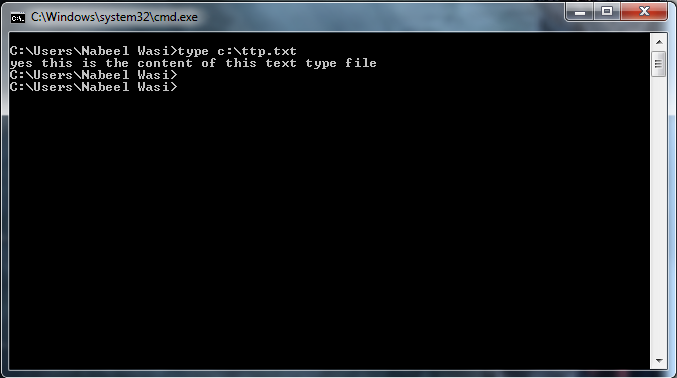 C:\Windows\system32\cmd.exe
C:\Users\Nabeel Wasi>type c:\ttp.txt
yes this is the content of this text type file
C:\Users\Nabeel Wasi>
C:\Users\Nabeel Wasi>